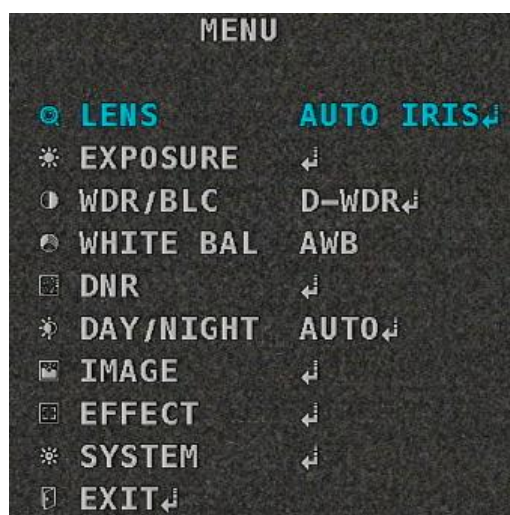 MENU
LENS AUTO IRIS↲
EXPOSURE ↲
WDR/BLC D-WDR↲
WHITE BAL AWB
DNR ↲
DAY/NIGHT AUTO↲
IMAGE ↲
EFFECT ↲
SYSTEM ↲
EXIT↲